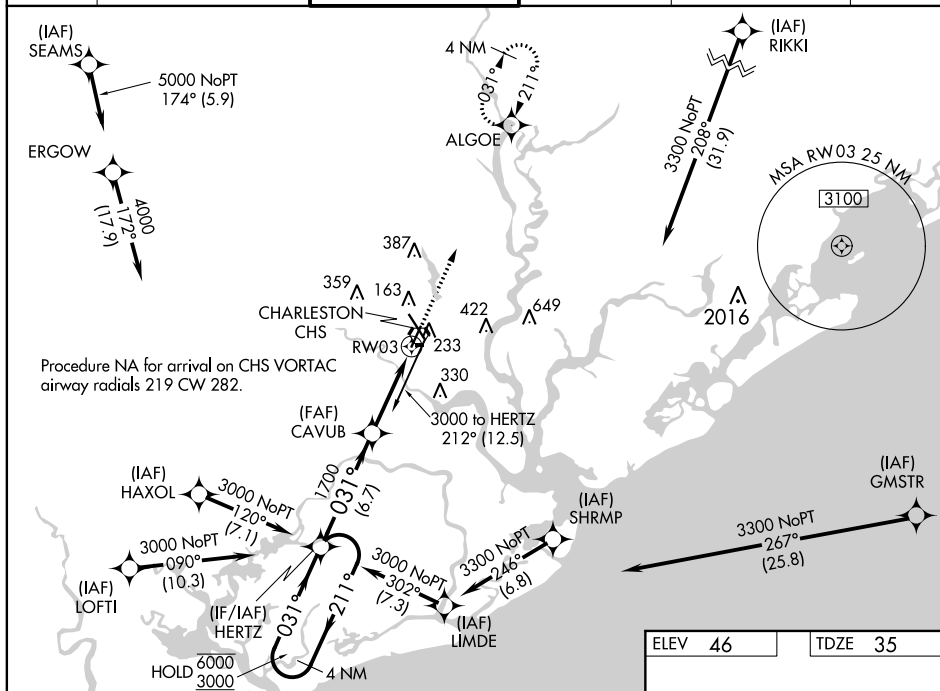 (IAF)
SEAMS
5000 NoPT
174° (5.9)
ERGOW
4000
172°
(17.9)
4 NM
031°
211°
ALGOE
(IAF)
RIKKI
3300 NoPT
208°
(31.9)
MSA RW03 25 NM
3100
387
359
163
CHARLESTON
CHS
RW03
422
649
233
330
2016
Procedure NA for arrival on CHS VORTAC
airway radials 219 CW 282.
(FAF)
CAVUB
3000 to HERTZ
212° (12.5)
1700
031°
(6.7)
(IAF)
HAXOL
3000 NoPT
120°
(7.1)
(IAF)
LOFTI
3000 NoPT
090°
(10.3)
(IF/IAF)
HERTZ
031°
211°
HOLD 6000
3000
4 NM
3000 NoPT
302°
(7.3)
(IAF)
LIMDE
(IAF)
SHRMP
3300 NoPT
246°
(6.8)
(IAF)
GMSTR
3300 NoPT
267°
(25.8)
ELEV 46
TDZE 35